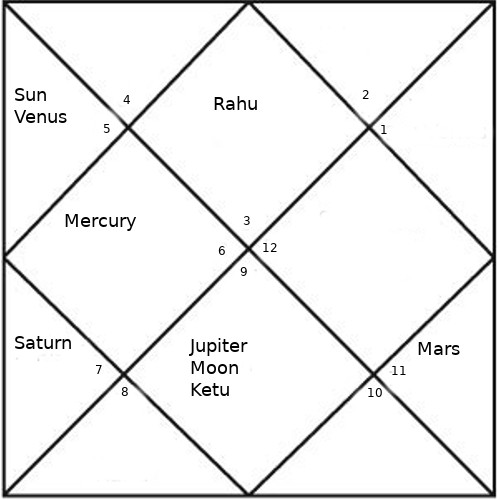 Sun
Venus
4
5
Rahu
2
1
Mercury
3
6
12
9
Saturn
7
8
Jupiter
Moon
Ketu
Mars
11
10